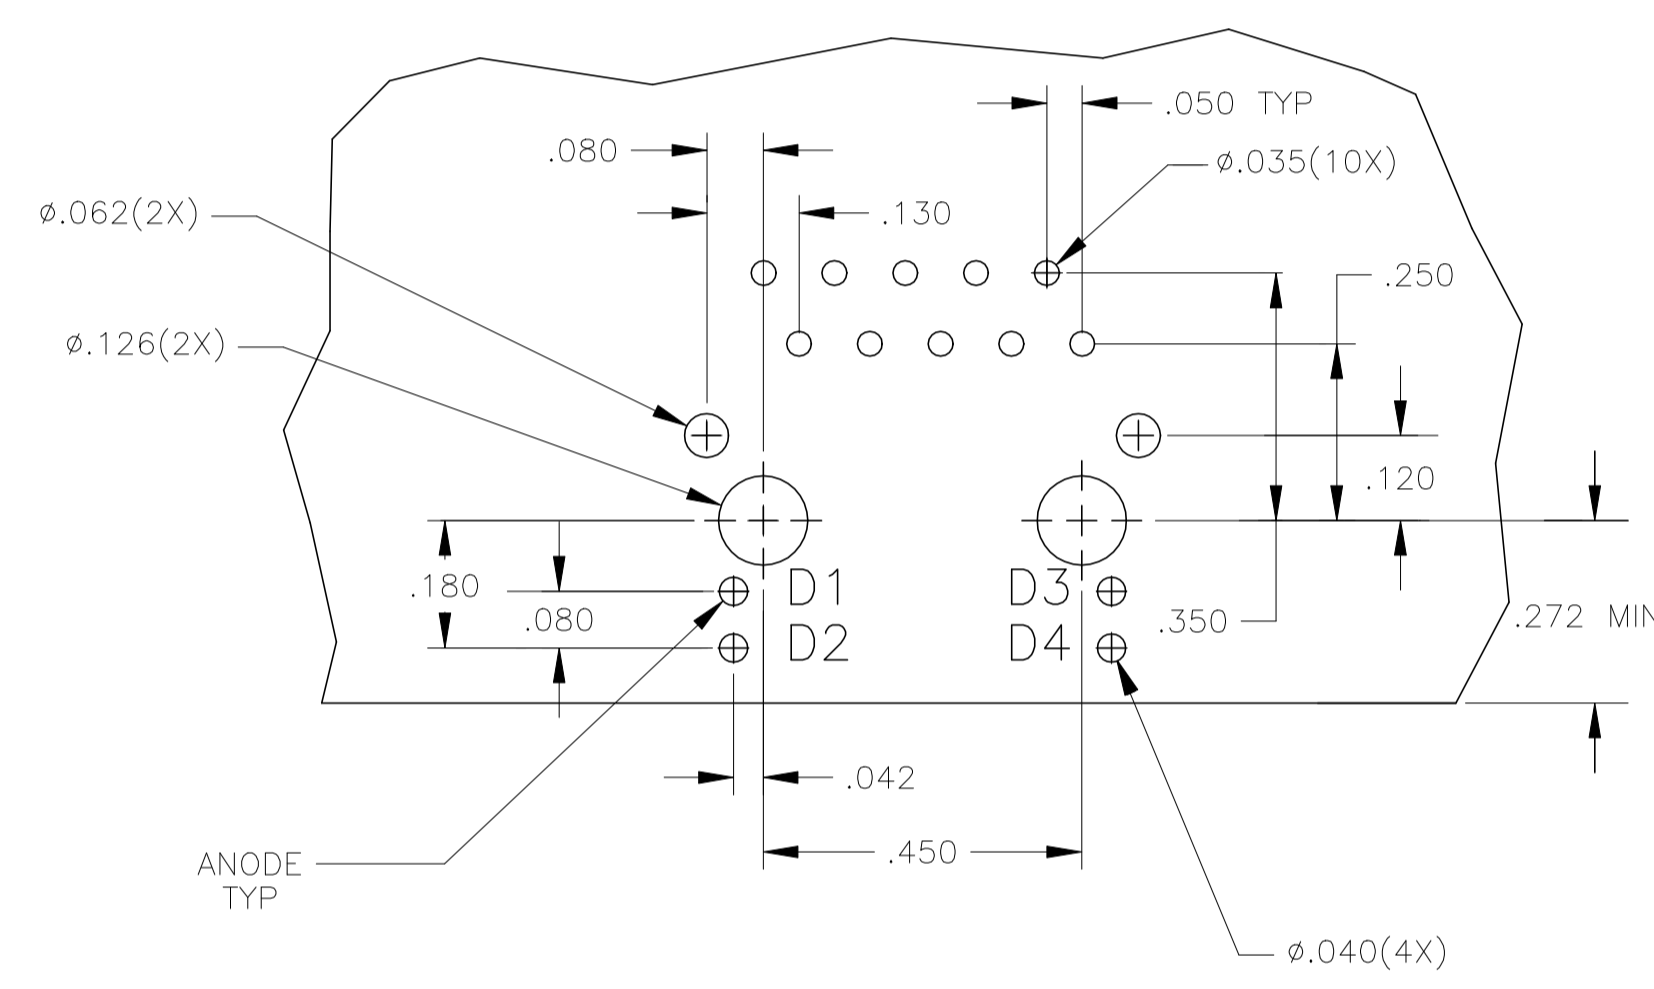 .050 TYP
.080
ø.035(10X)
ø.062(2X)
.130
.250
ø.126(2X)
.120
D1
D3
.180
.080
.350
.272 MIN
D2
D4
.042
.450
ANODE
TYP
ø.040(4X)